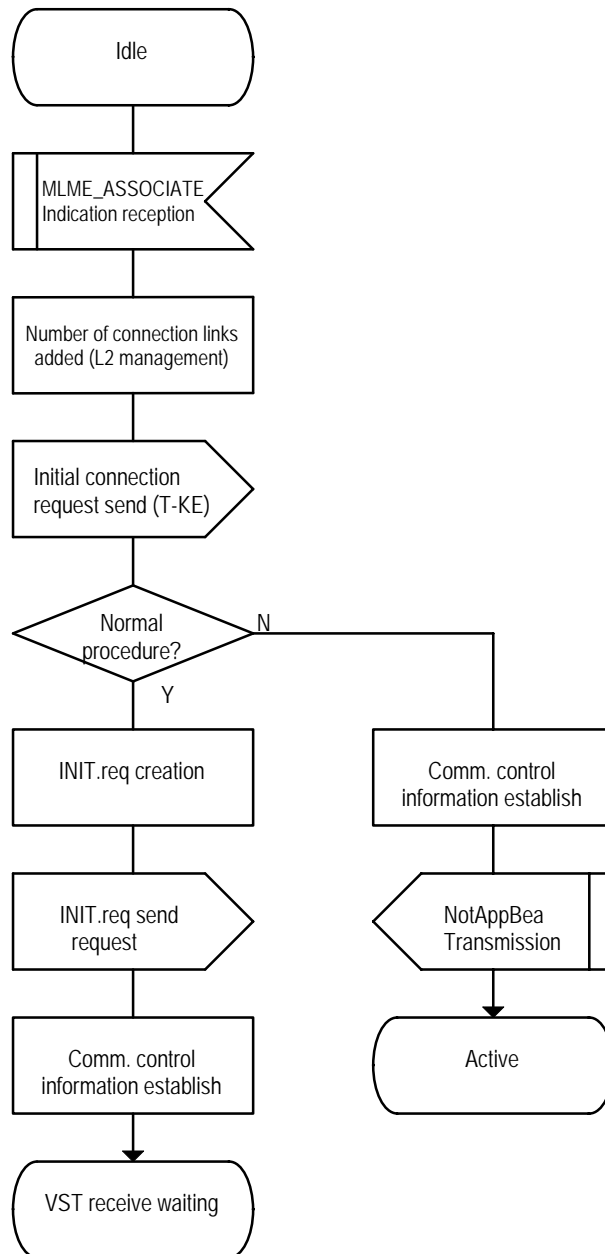 Idle
MLME_ASSOCIATE
Indication reception
Number of connection links
added (L2 management)
Initial connection
request send (T-KE)
Normal
procedure?
N
Y
INIT.req creation
Comm. control
information establish
INIT.req send
request
NotAppBea
Transmission
Comm. control
information establish
Active
VST receive waiting